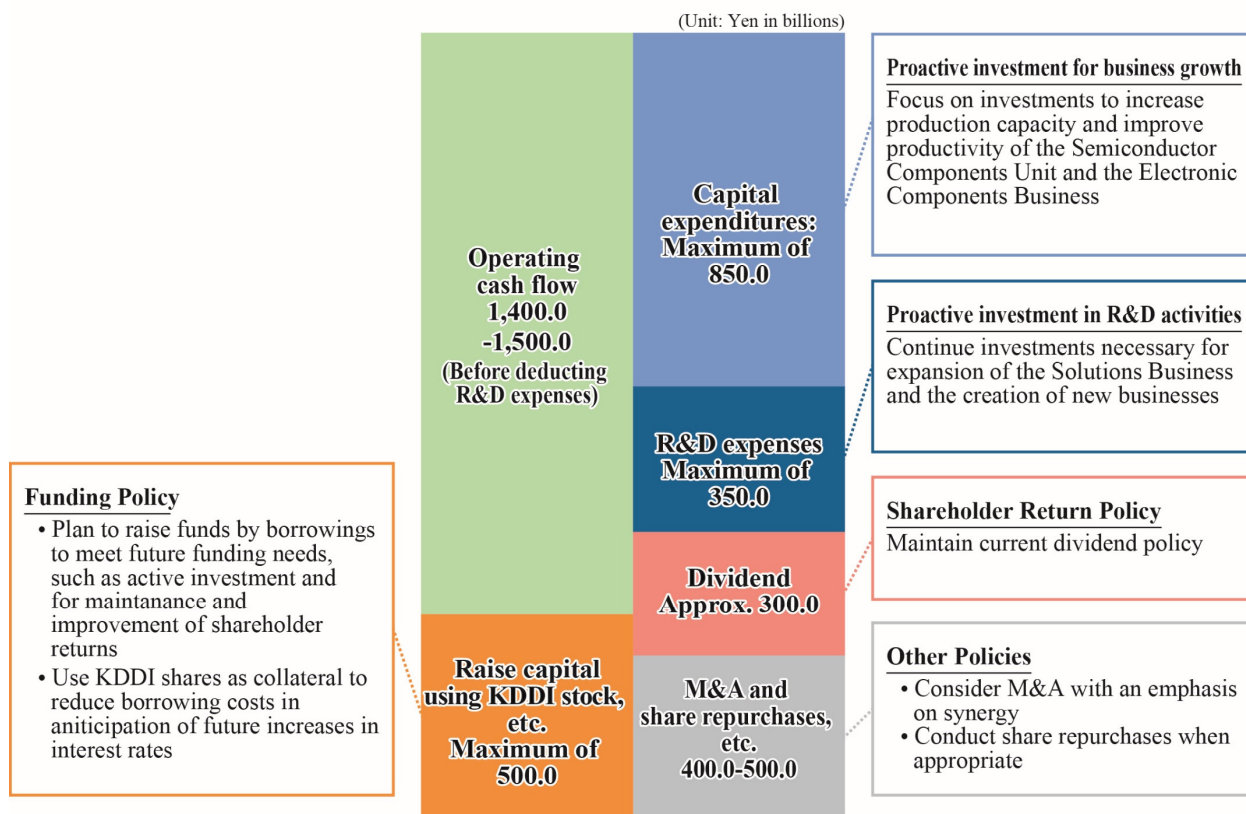 (Unit: Yen in billions)
Operating
cash flow
1,400.0
-1,500.0
(Before deducting
R&D expenses)
Raise capital
using KDDI stock,
etc.
Maximum of
500.0
Capital
expenditures:
Maximum of
850.0
R&D expenses
Maximum of
350.0
Dividend
Approx. 300.0
M&A and
share repurchases,
etc.
400.0-500.0
Funding Policy
• Plan to raise funds by borrowings
to meet future funding needs,
such as active investment and
for maintanance and
improvement of shareholder
returns
• Use KDDI shares as collateral to
reduce borrowing costs in
aniticipation of future increases in
interest rates
Proactive investment for business growth
Focus on investments to increase
production capacity and improve
productivity of the Semiconductor
Components Unit and the Electronic
Components Business
Proactive investment in R&D activities
Continue investments necessary for
expansion of the Solutions Business
and the creation of new businesses
Shareholder Return Policy
Maintain current dividend policy
Other Policies
• Consider M&A with an emphasis
on synergy
• Conduct share repurchases when
appropriate